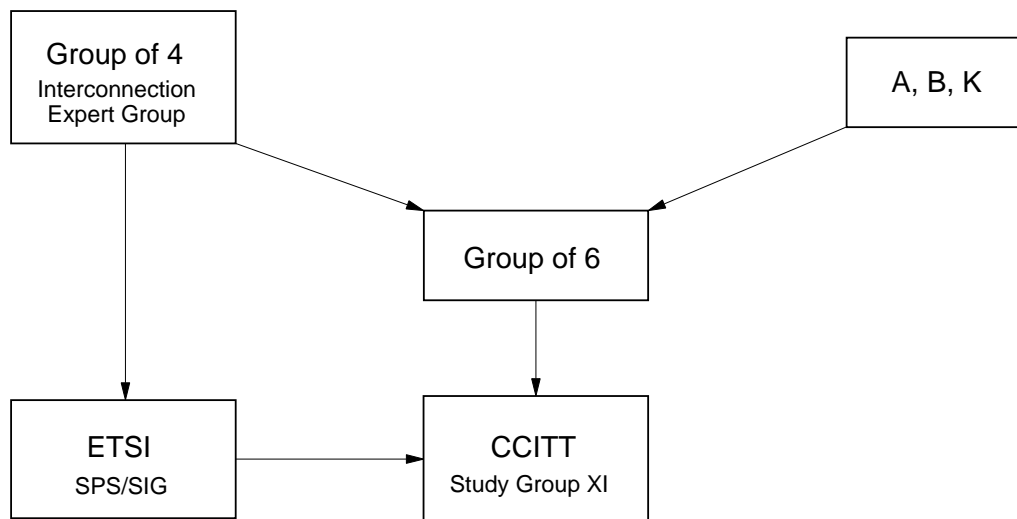 Group of 4
Interconnection
Expert Group
A, B, K
Group of 6
ETSI
SPS/SIG
CCITT
Study Group XI